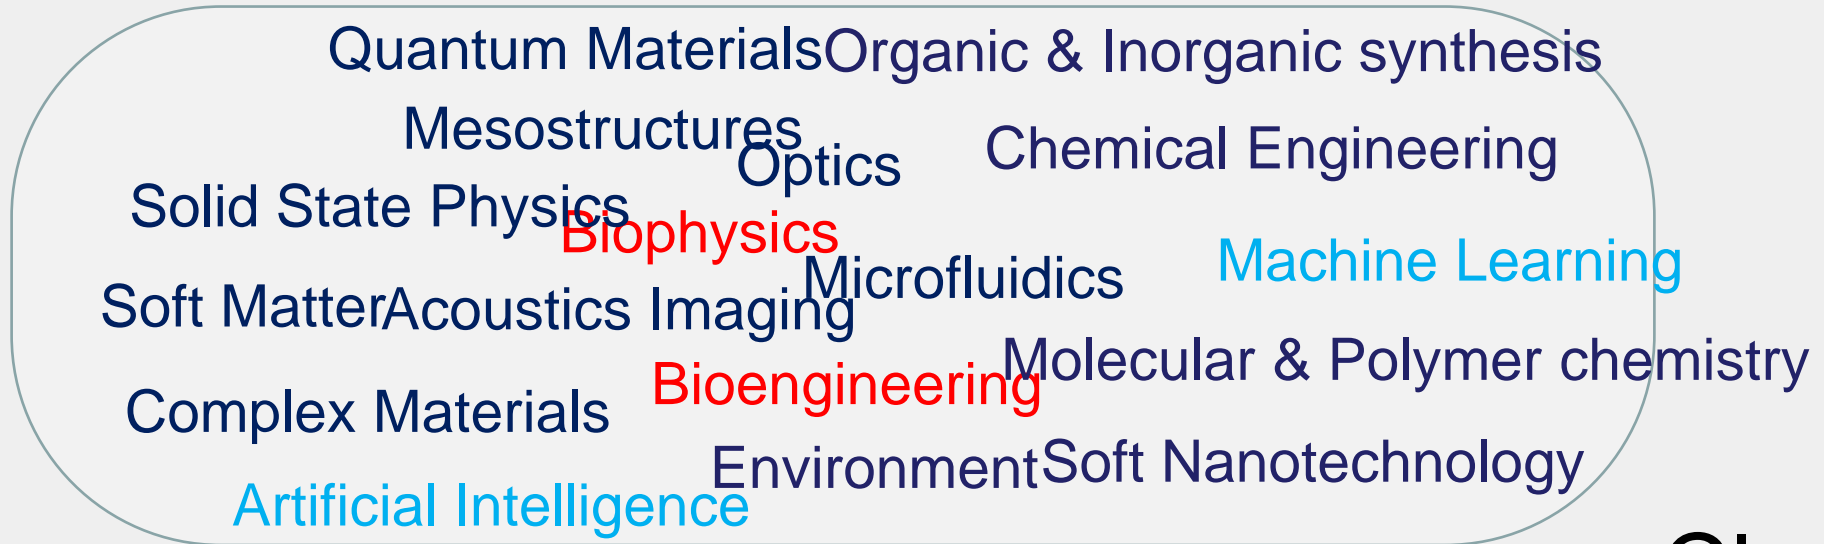 Quantum Materials
Organic & Inorganic synthesis
Mesostructures
Optics
Chemical Engineering
Solid State Physics
Biophysics
Machine Learning
Microfluidics
Soft Matter
Acoustics Imaging
Molecular & Polymer chemistry
Bioengineering
Complex Materials
Environment
Soft Nanotechnology
Artificial Intelligence